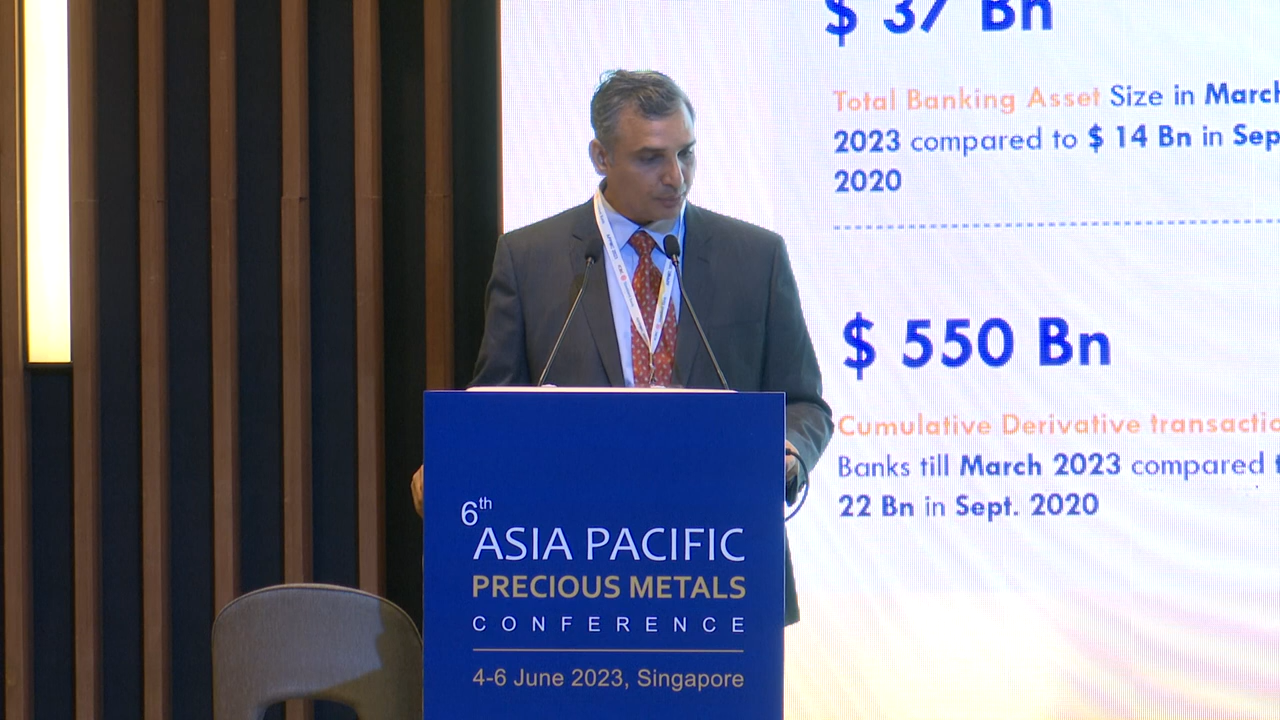 $ 37 Bn
Total Banking Asset Size in March
2023 compared to $ 14 Bn in Sep
2020
$ 550 Bn
Cumulative Derivative transactio
Banks till March 2023 compared t
22 Bn in Sept. 2020
6th
ASIA PACIFIC
PRECIOUS METALS
CONFERENCE
4-6 June 2023, Singapore